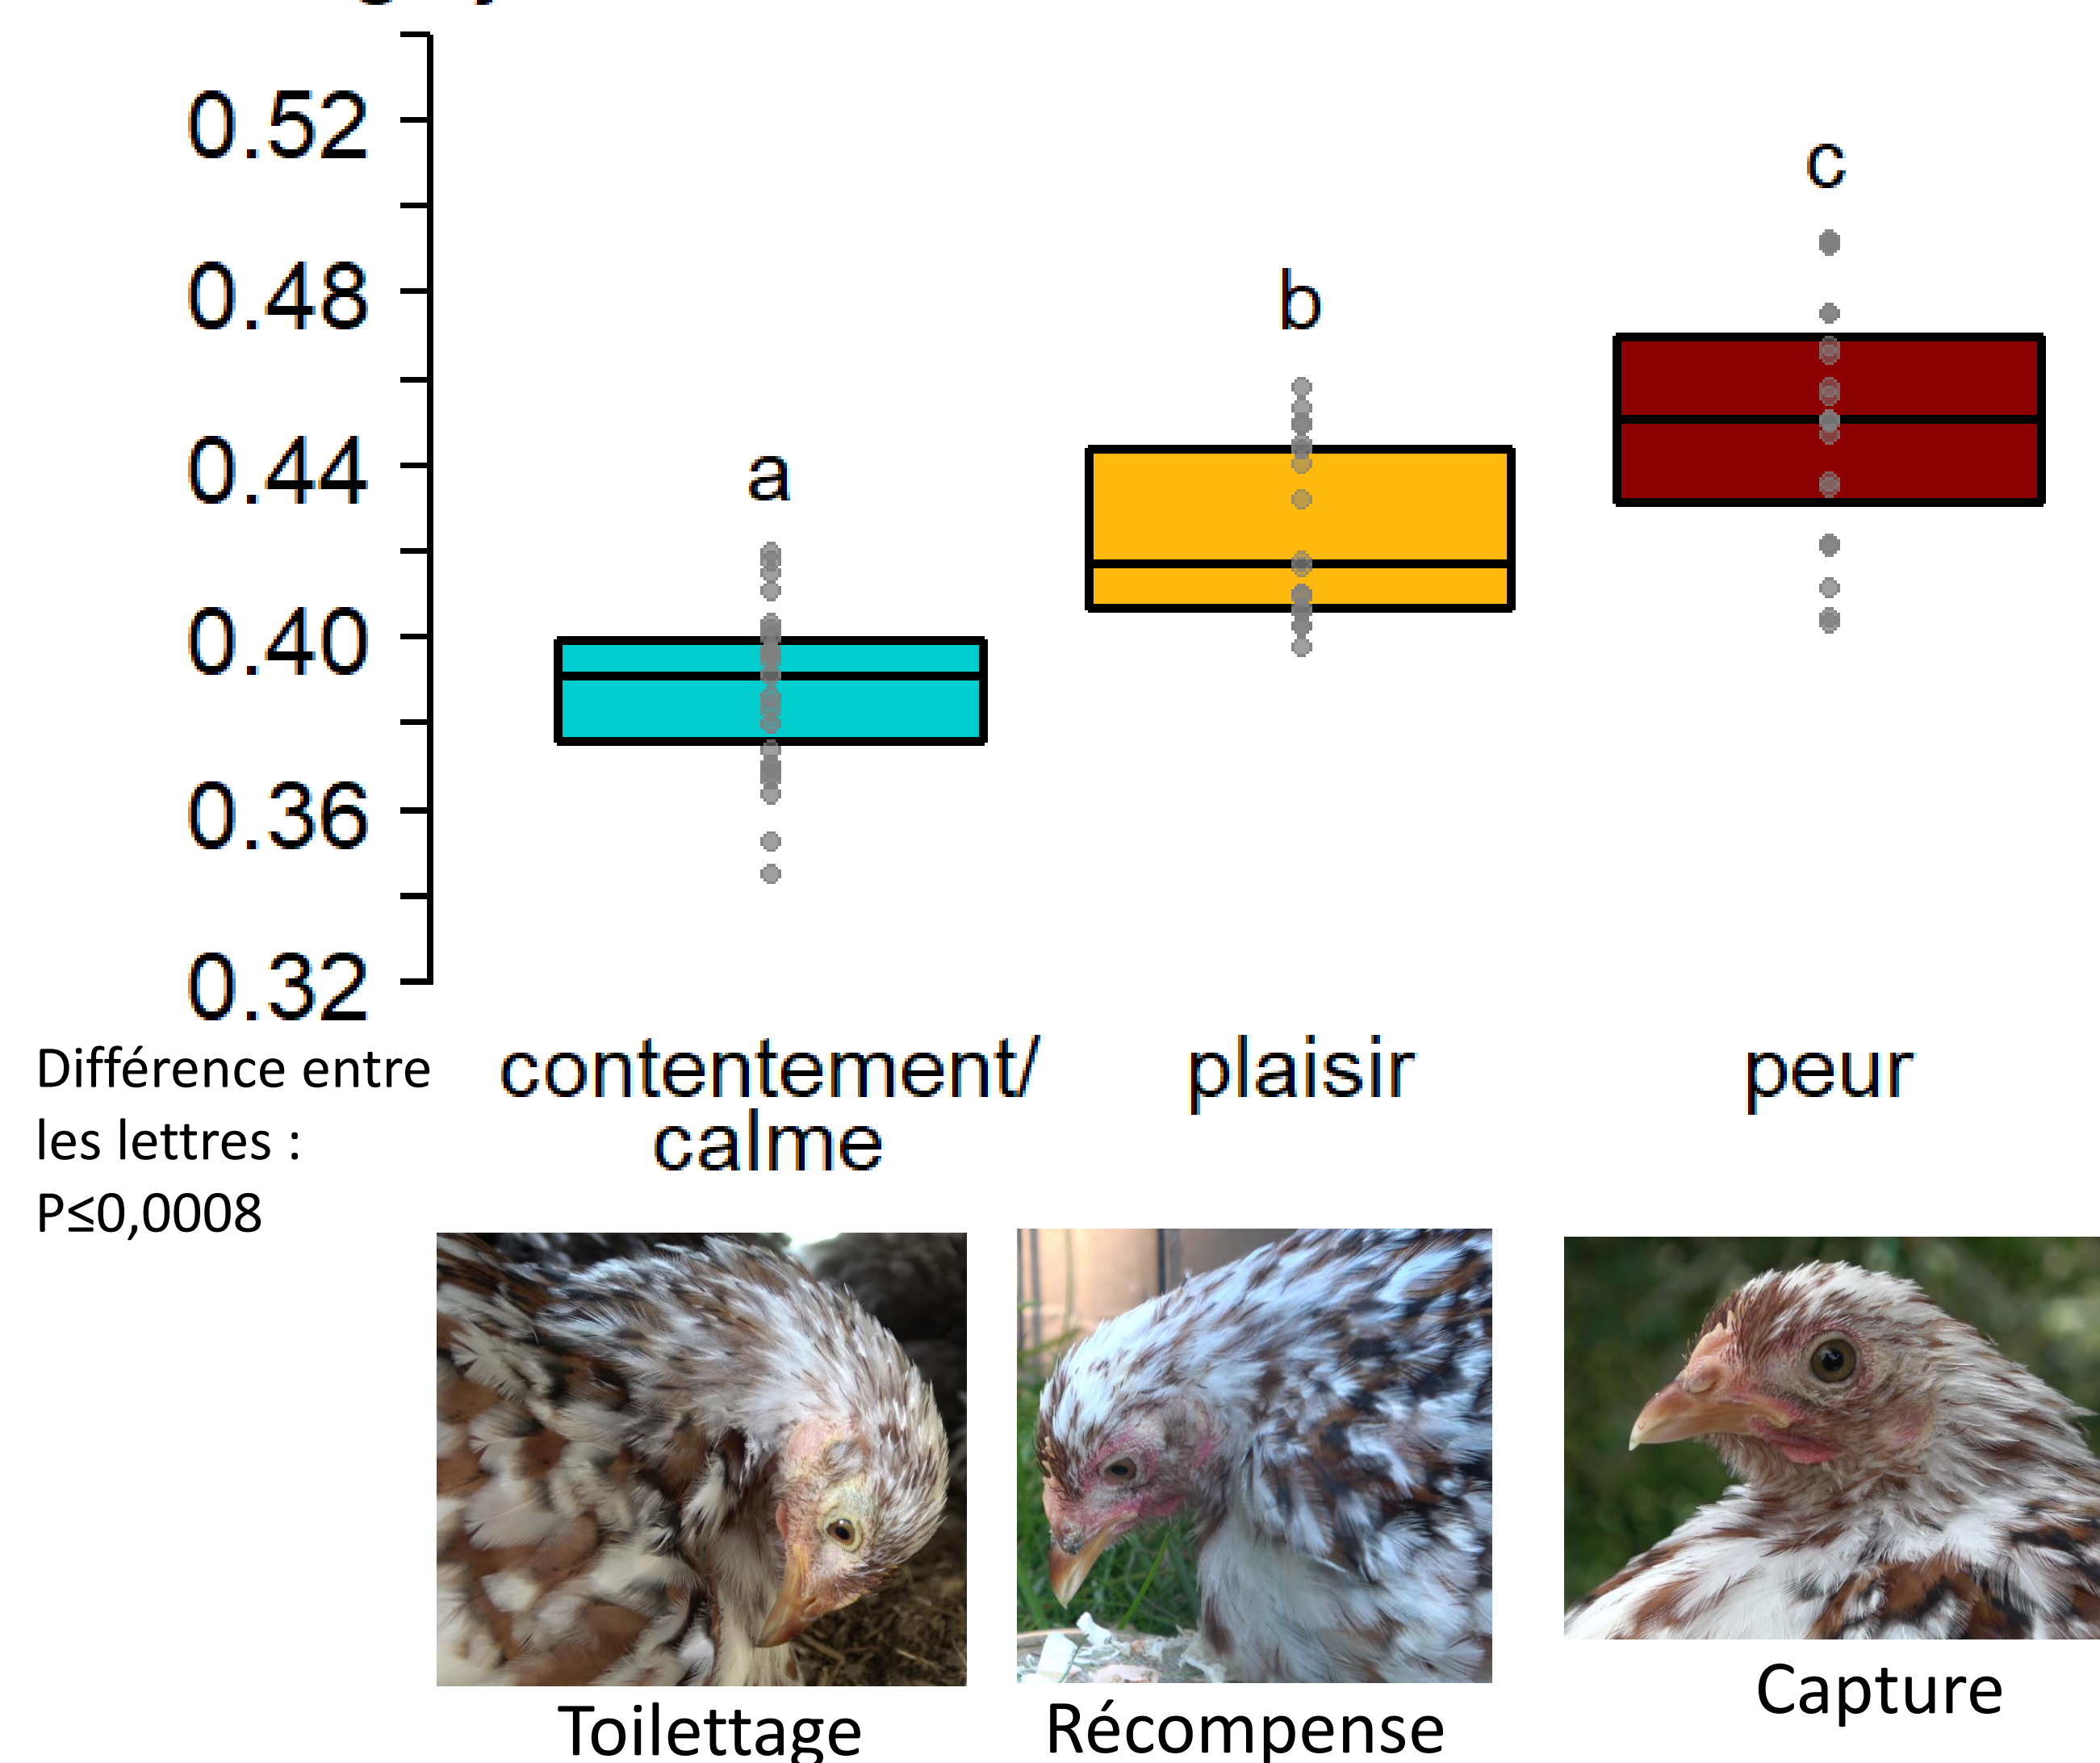 0.52
c
0.48
b
0.44
a
0.40
0.36
0.32
Différence entre
les lettres :
P≤0,0008
contentement/
calme
plaisir
peur
Toilettage
Récompense
Capture